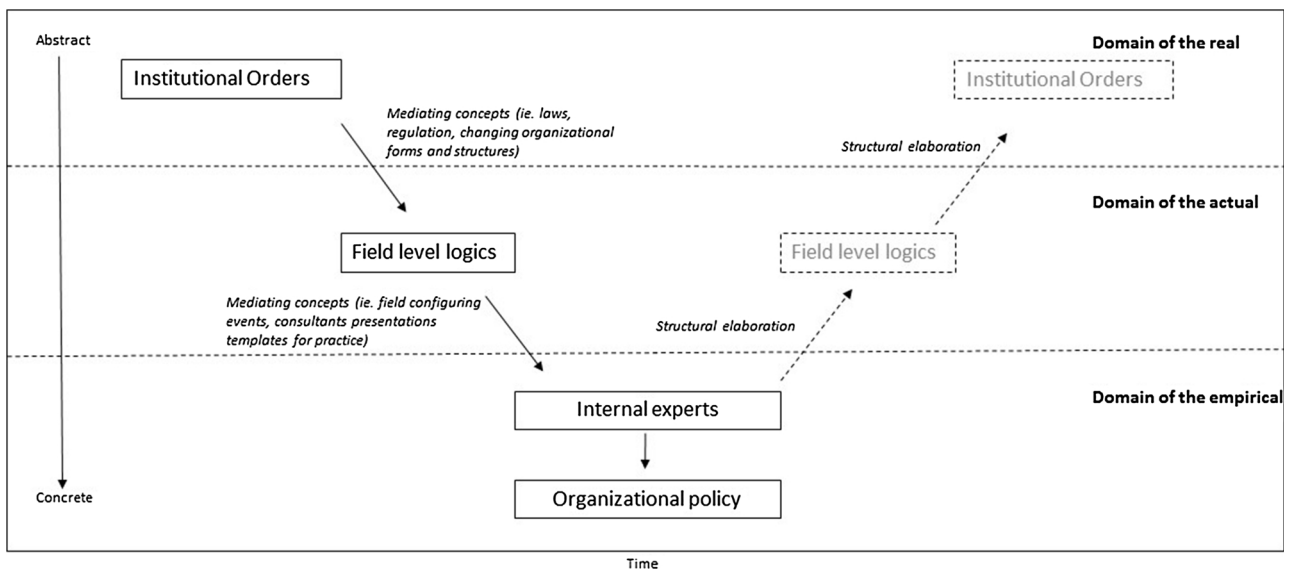 Abstract
Domain of the real
Institutional Orders
Institutional Orders
Mediating concepts (ie. laws,
regulation, changing organizational
forms and structures)
Structural elaboration
Domain of the actual
Field level logics
Field level logics
Mediating concepts (ie. field configuring
events, consultants presentations
templates for practice)
Structural elaboration
Domain of the empirical
Internal experts
Concrete
Organizational policy
Time